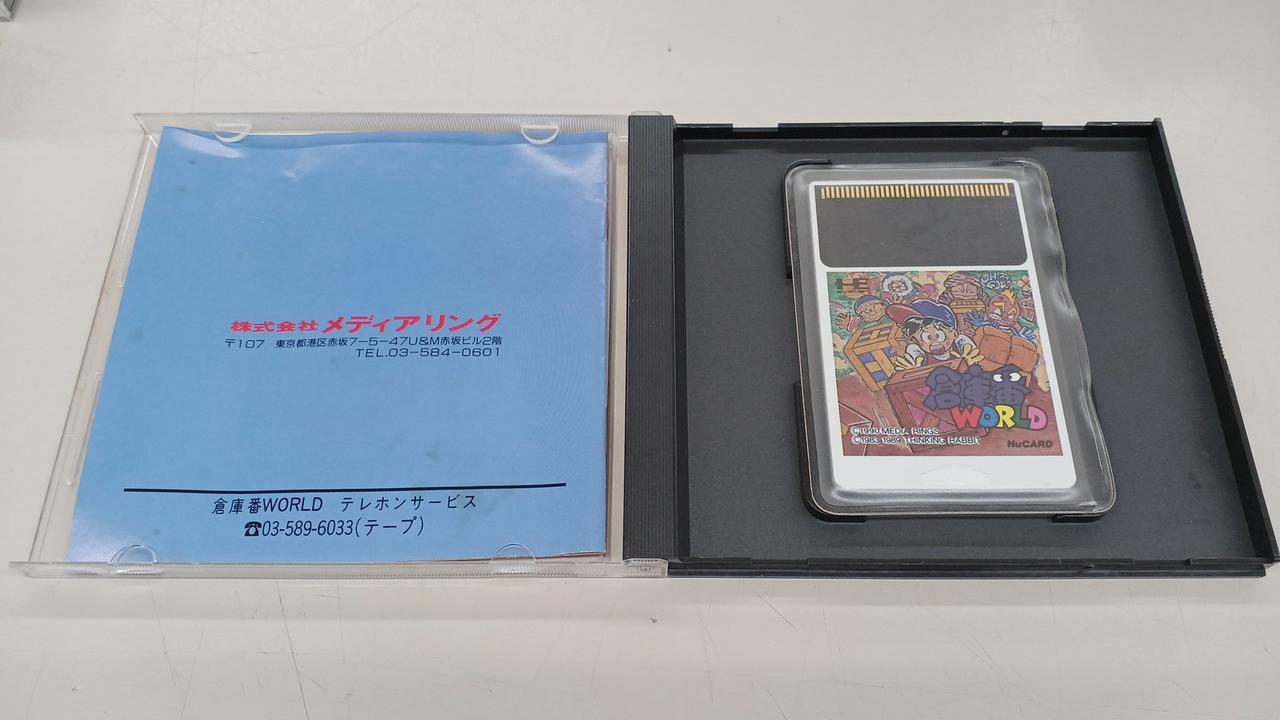 株式会社メディアリング
〒107 東京都港区赤坂7-5-47U&M赤坂ビル2階
TEL.03-584-0601
倉庫番WORLD テレホンサービス
☎03-589-6033(テープ)
倉庫番
WORLD
©1990 MEDIA RINGS
©1983 1989 THINKING RABBIT
HuCARD